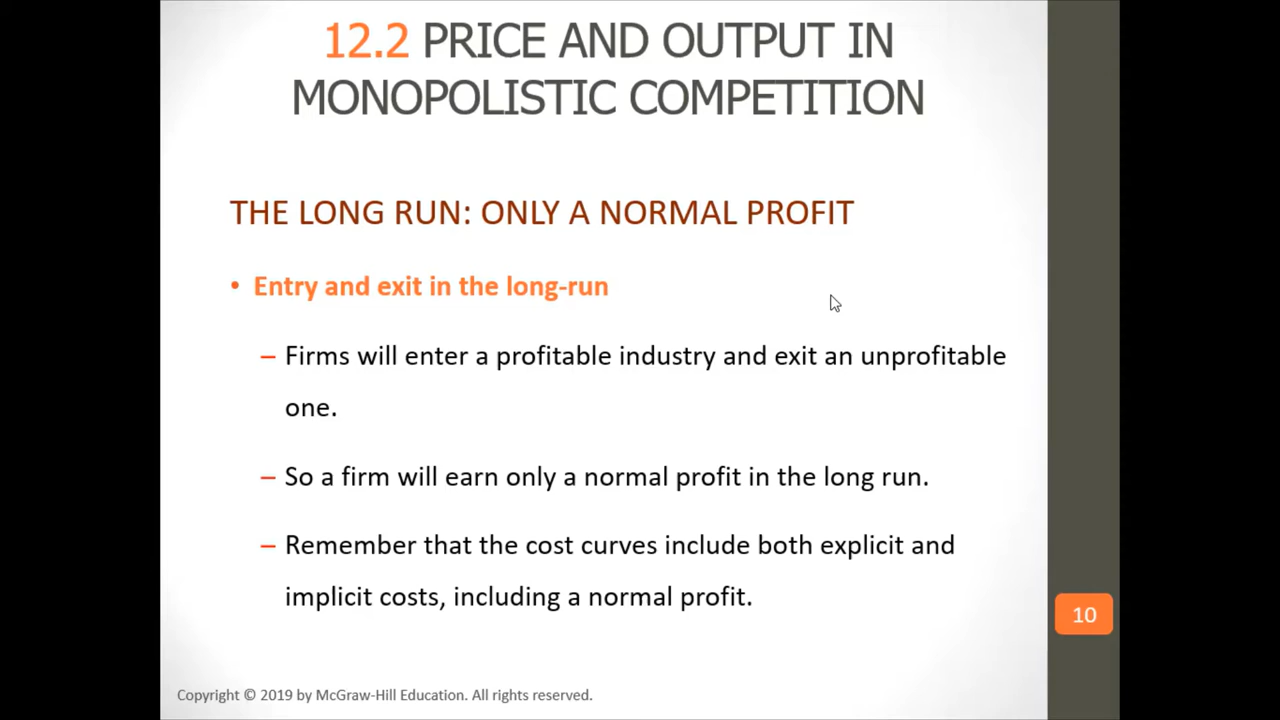 12.2 PRICE AND OUTPUT IN
MONOPOLISTIC COMPETITION
THE LONG RUN: ONLY A NORMAL PROFIT
• Entry and exit in the long-run
– Firms will enter a profitable industry and exit an unprofitable
one.
– So a firm will earn only a normal profit in the long run.
– Remember that the cost curves include both explicit and
implicit costs, including a normal profit.
10
Copyright © 2019 by McGraw-Hill Education. All rights reserved.